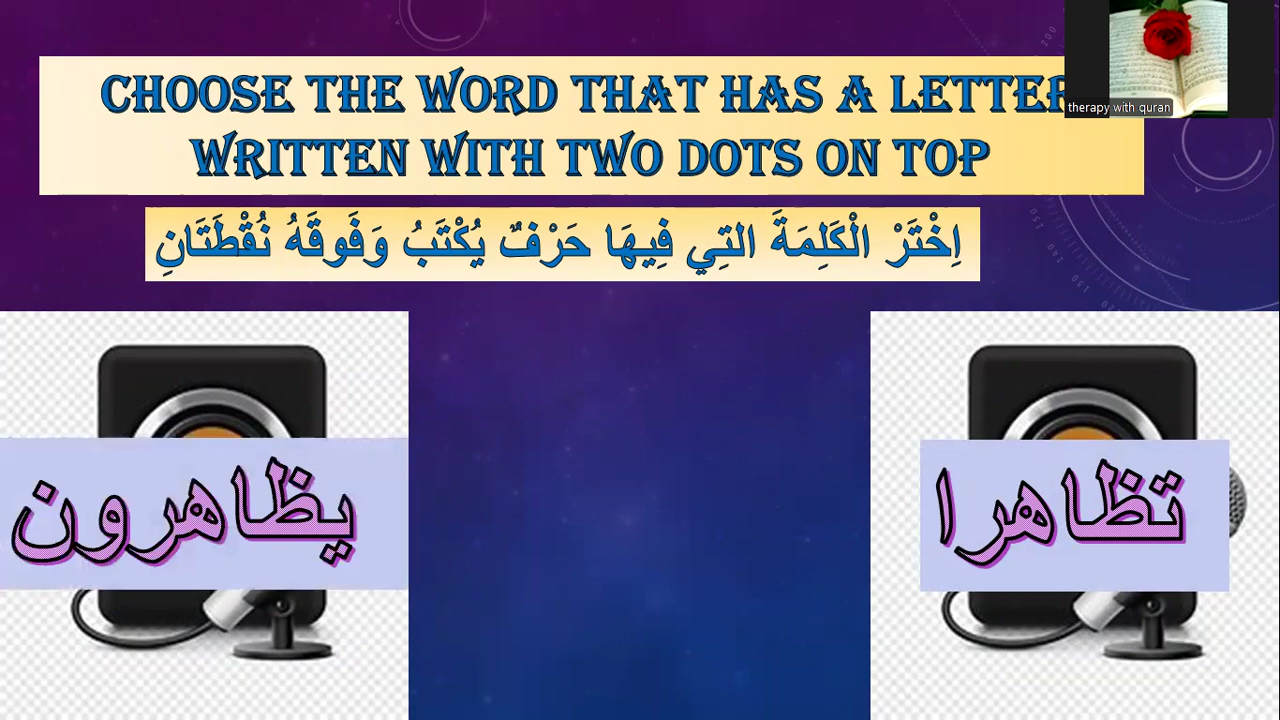 CHOOSE THE WORD THAT HAS A LETTER
WRITTEN WITH TWO DOTS ON TOP
therapy with quran
اِخْتَرْ الْكَلِمَةَ التِي فِيهَا حَرْفٌ يُكْتَبُ وَفَوقَهُ نُقْطَتَانِ
يظاهرون
تظاهرا